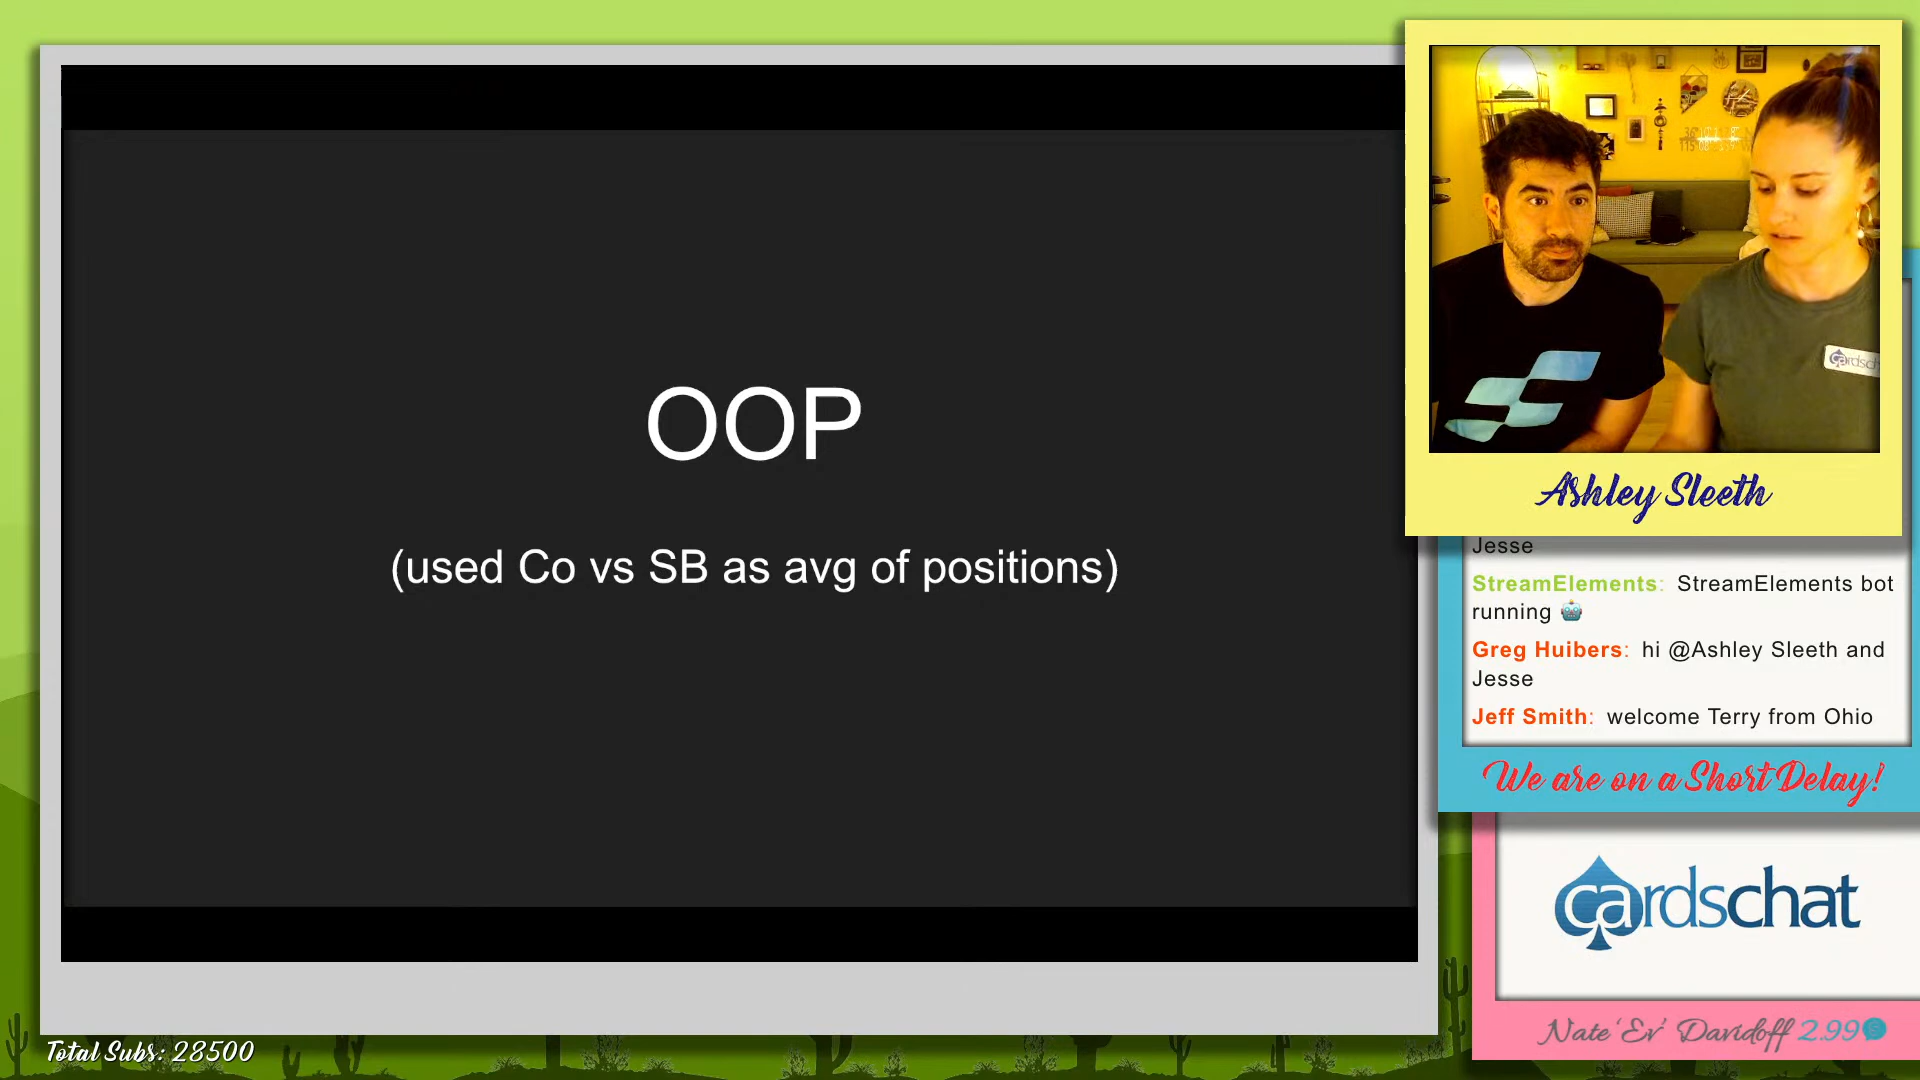 OOP
(used Co vs SB as avg of positions)
Ashley Sleeth
Jesse
StreamElements: StreamElements bot
running 🤖
Greg Huibers: hi @Ashley Sleeth and
Jesse
Jeff Smith: welcome Terry from Ohio
We are on a Short Delay!
cardschat
Nate 'Ev' Davidoff 2.99
Total Subs: 28500